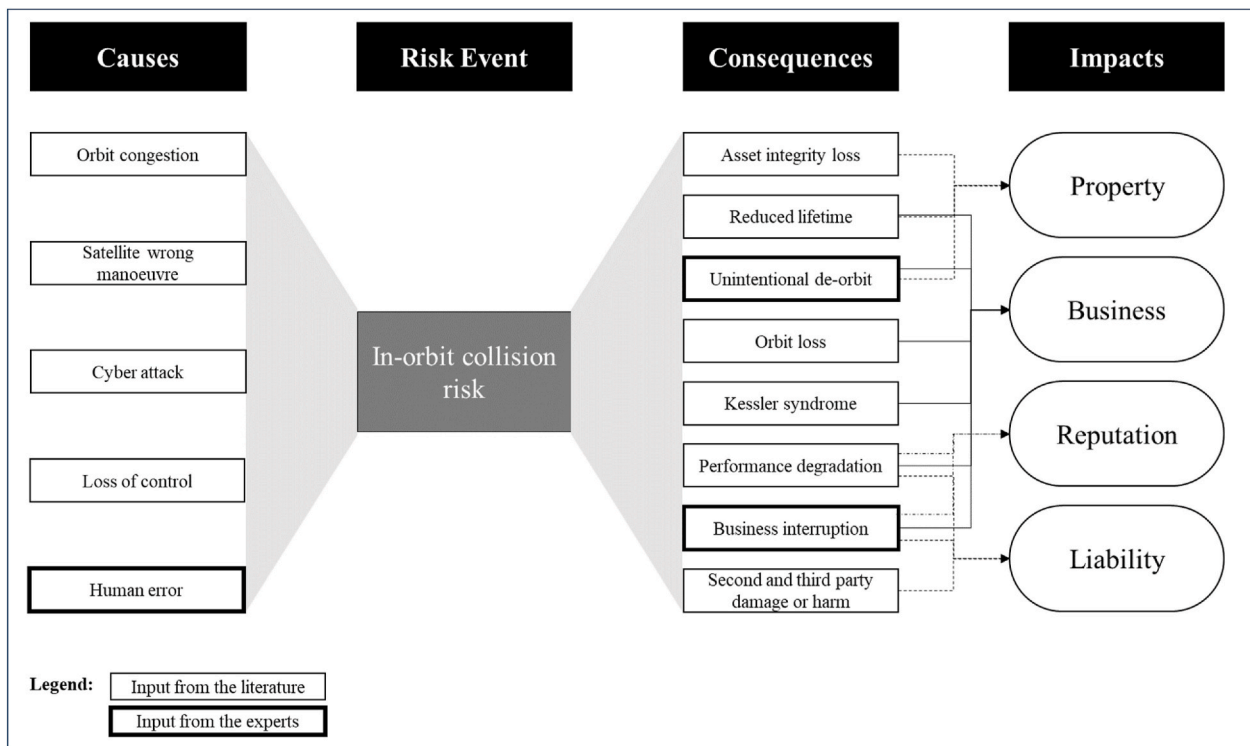 Causes
Risk Event
Consequences
Impacts
Orbit congestion
Satellite wrong
manoeuvre
Cyber attack
Loss of control
Human error
In-orbit collision
risk
Asset integrity loss
Reduced lifetime
Unintentional de-orbit
Orbit loss
Kessler syndrome
Performance degradation
Business interruption
Second and third party
damage or harm
Property
Business
Reputation
Liability
Legend:
Input from the literature
Input from the experts